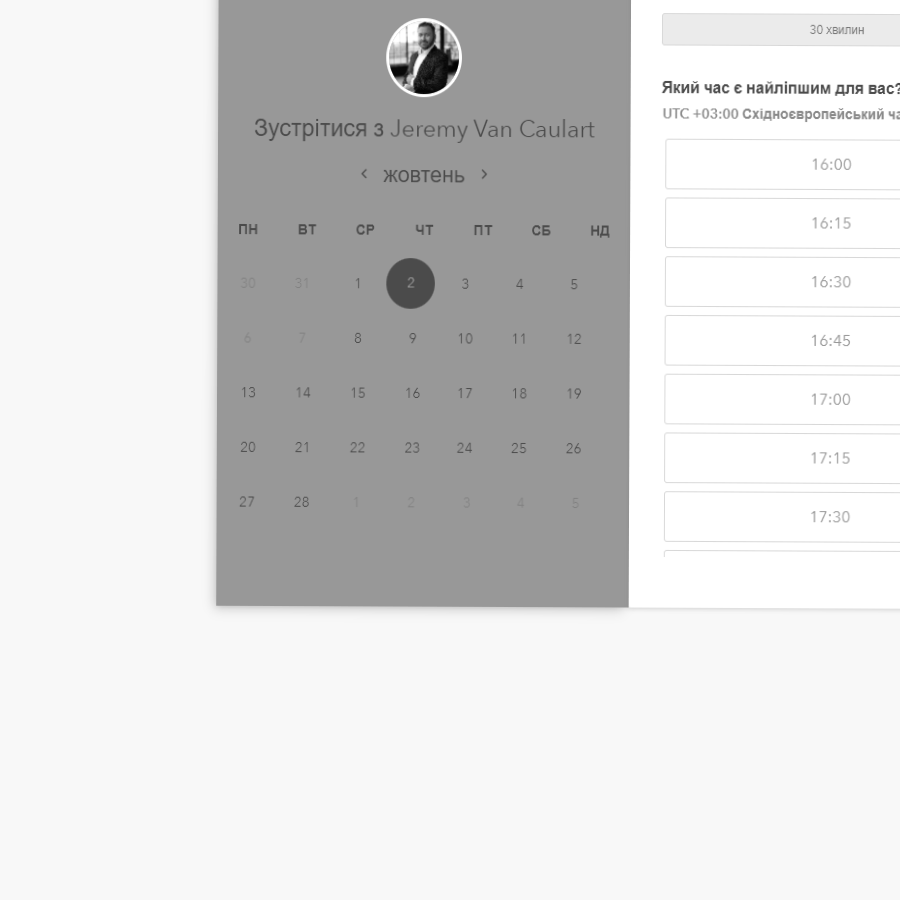 Зустрітися з Jeremy Van Caulart
‹ жовтень ›
ПН ВТ СР ЧТ ПТ СБ НД
30 31 1 2 3 4 5
6 7 8 9 10 11 12
13 14 15 16 17 18 19
20 21 22 23 24 25 26
27 28 1 2 3 4 5
30 хвилин
Який час є найліпшим для вас?
UTC +03:00 Східноєвропейський ча
16:00
16:15
16:30
16:45
17:00
17:15
17:30